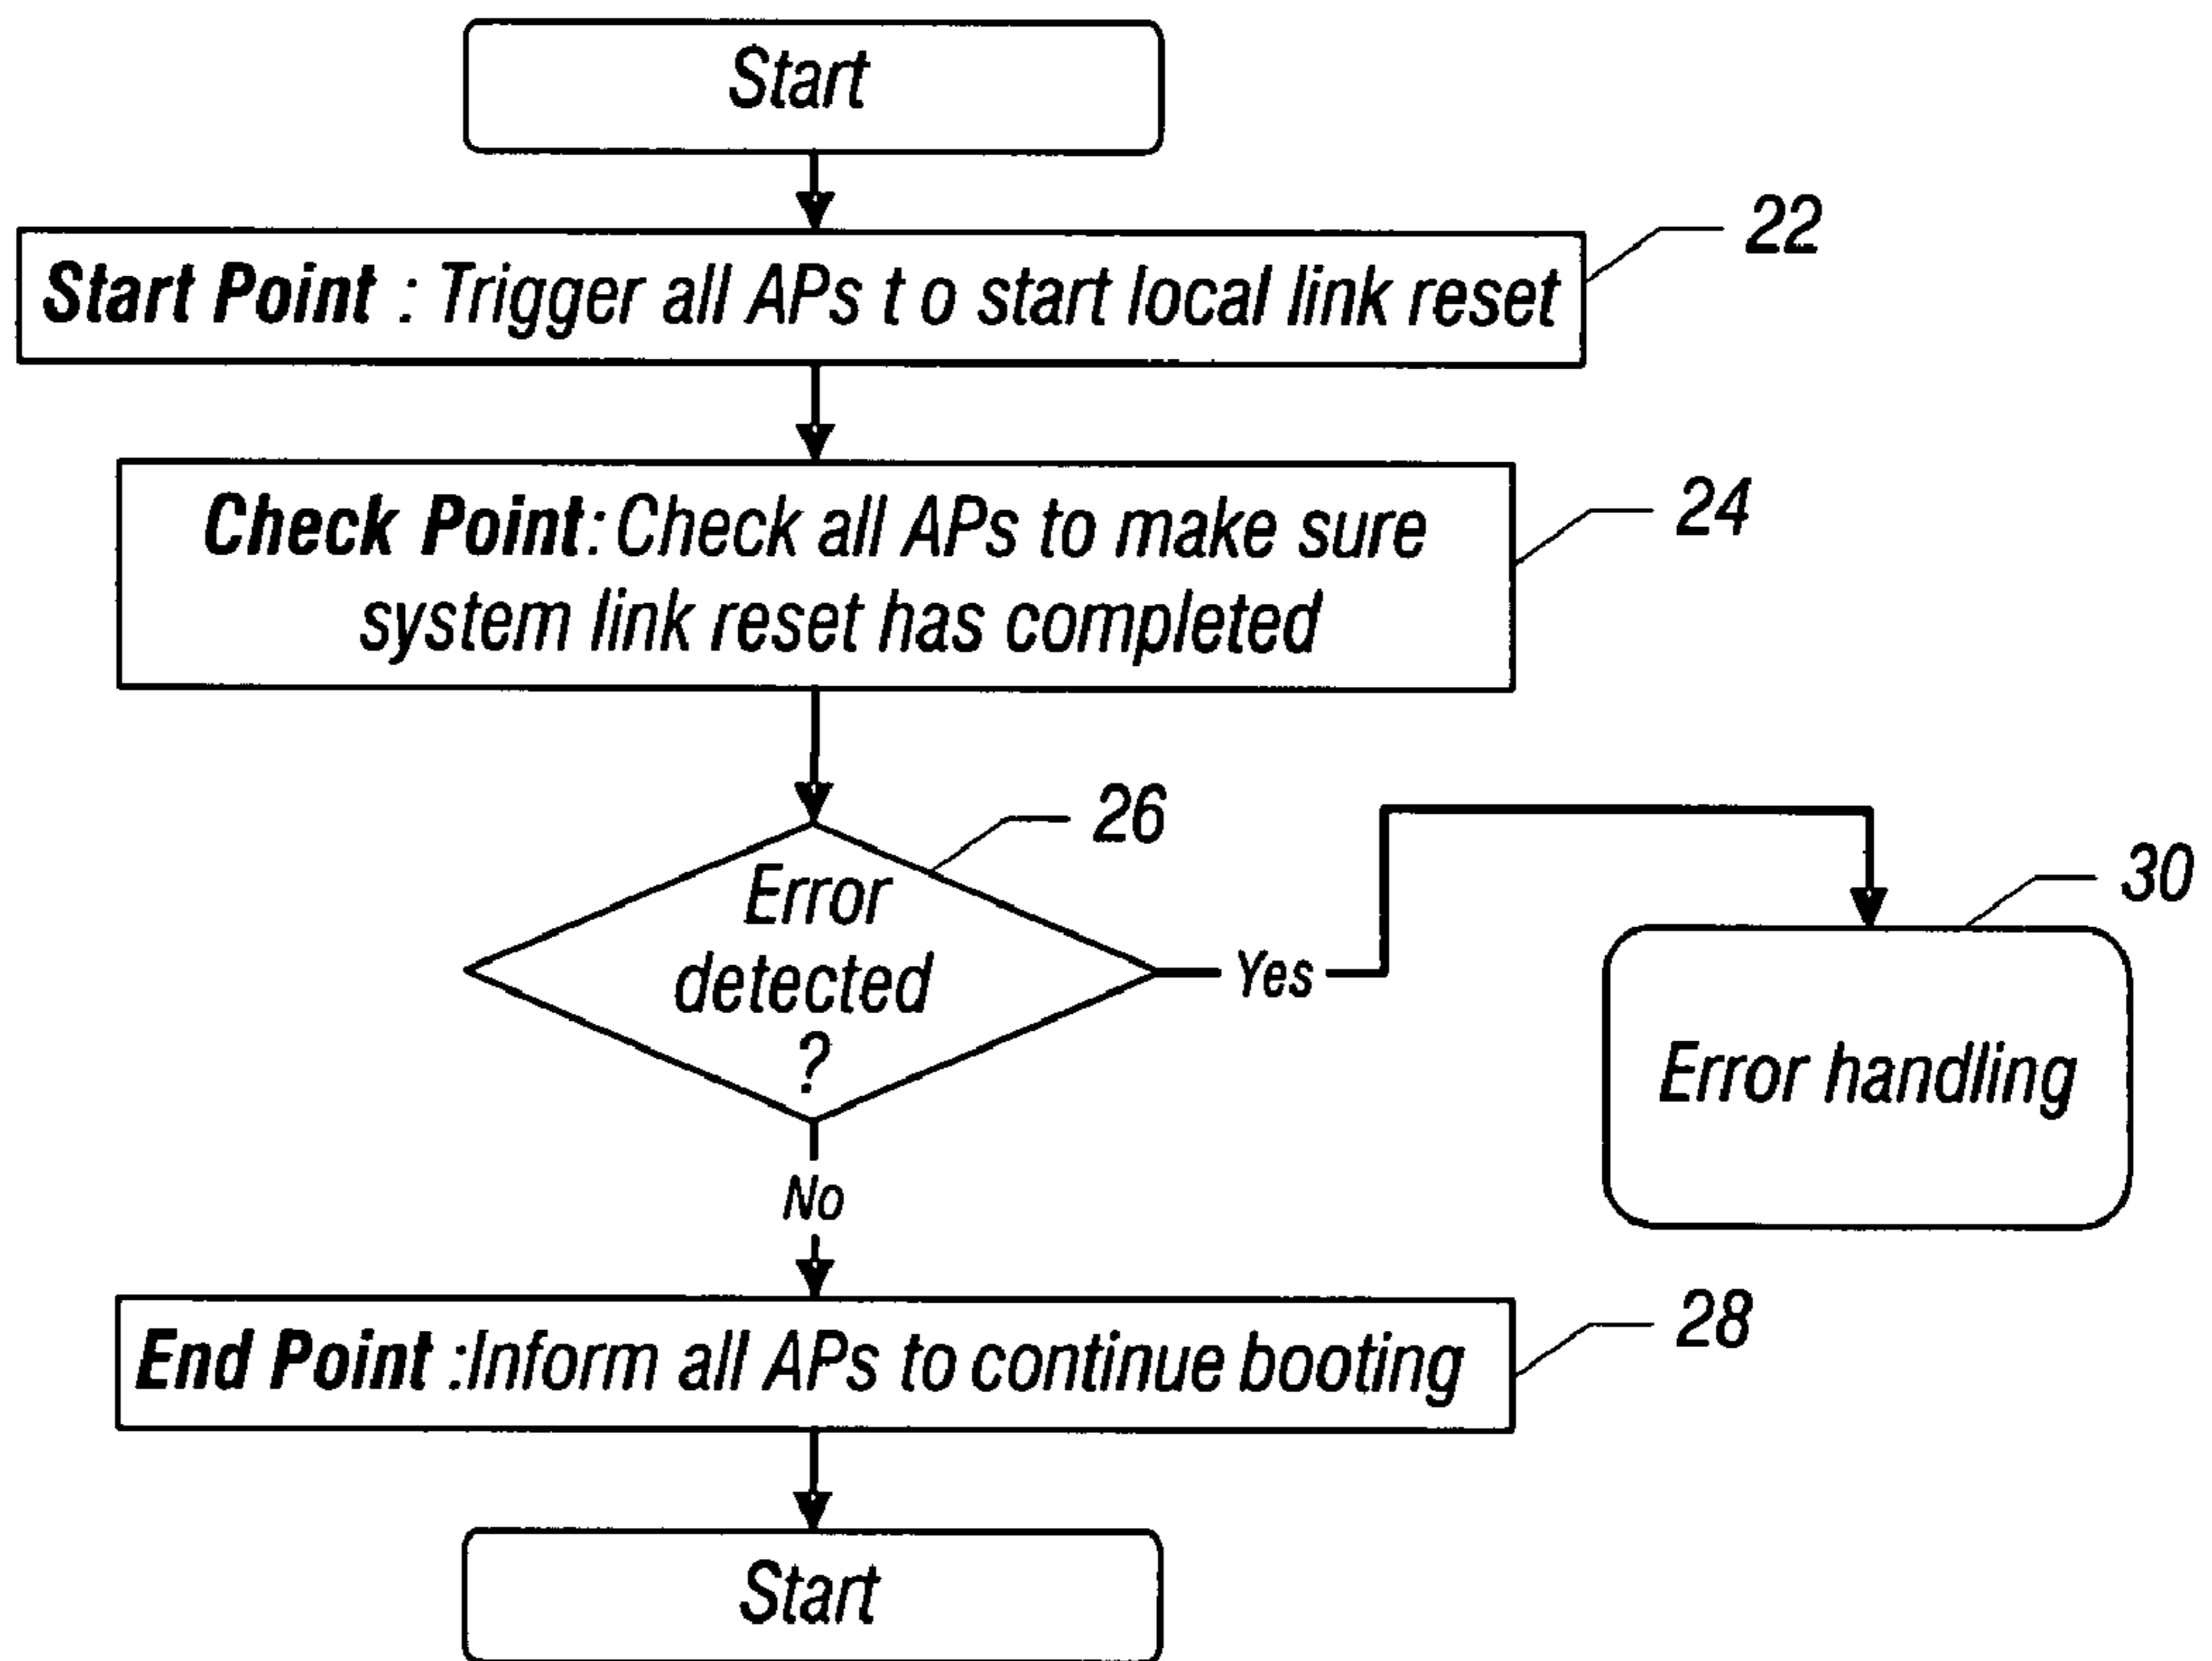 Start
22
Start Point : Trigger all APs t o start local link reset
24
Check Point: Check all APs to make sure
system link reset has completed
26
Error
detected
?
Yes
30
Error handling
No
28
End Point :Inform all APs to continue booting
Start